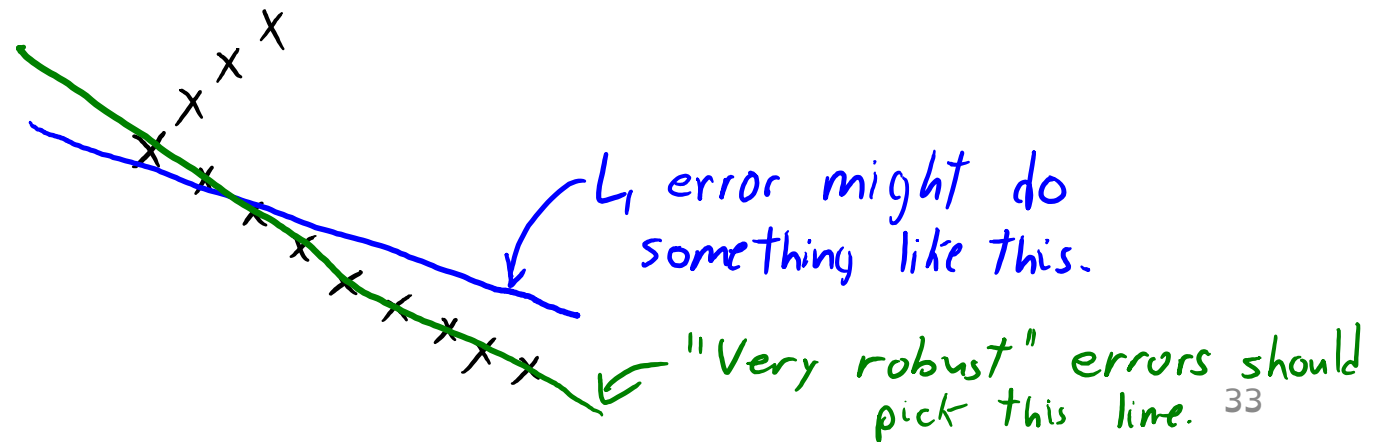 L₁ error might do
something like this.
"Very robust" errors should
pick this line. 33